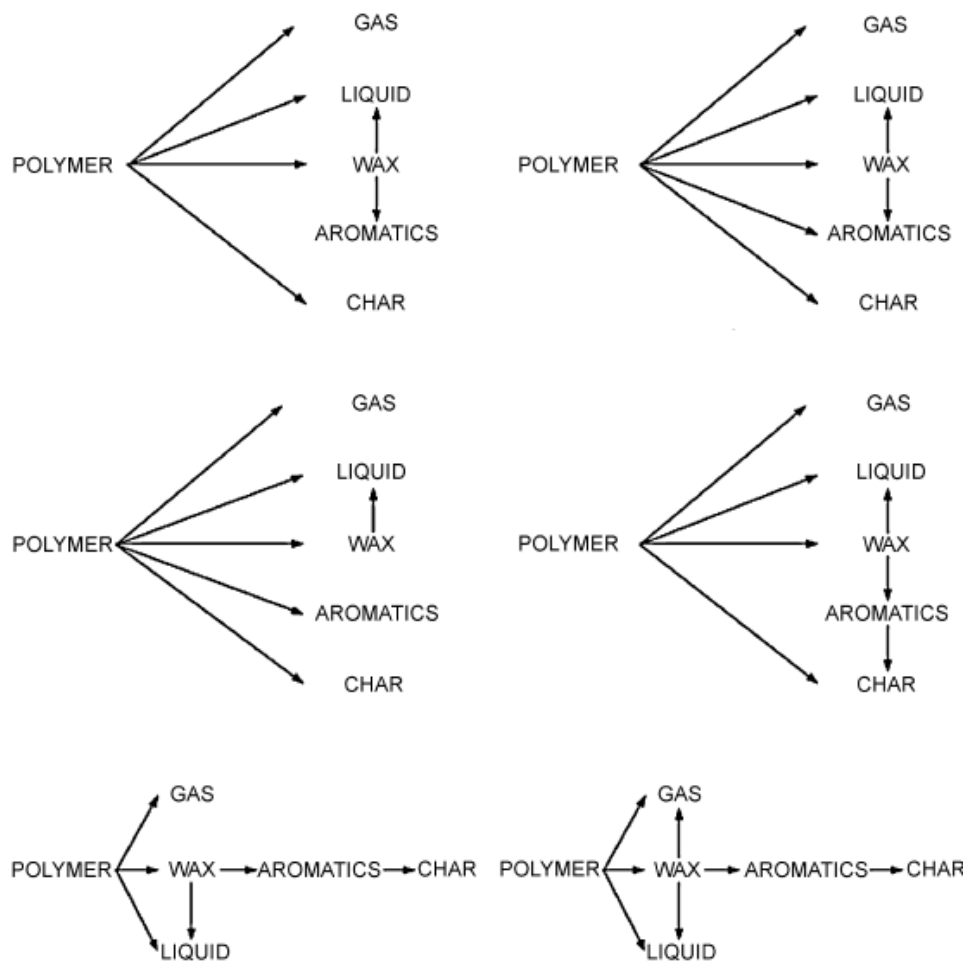 GAS
LIQUID
POLYMER
WAX
AROMATICS
CHAR
GAS
LIQUID
POLYMER
WAX
AROMATICS
CHAR
GAS
LIQUID
POLYMER
WAX
AROMATICS
CHAR
GAS
LIQUID
POLYMER
WAX
AROMATICS
CHAR
GAS
POLYMER WAX AROMATICS CHAR
LIQUID
GAS
POLYMER WAX AROMATICS CHAR
LIQUID